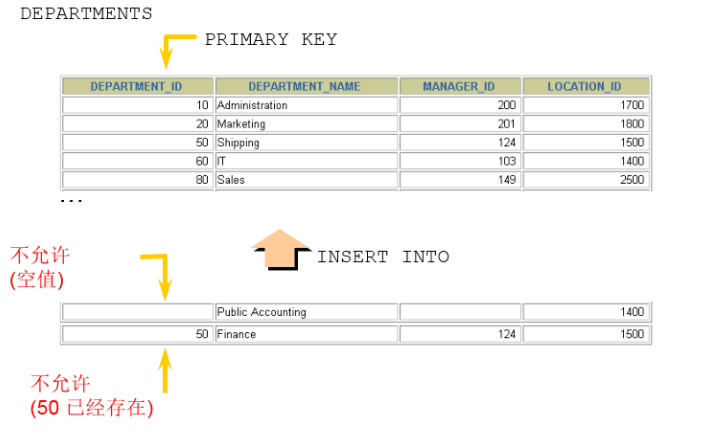 DEPARTMENTS
PRIMARY KEY
DEPARTMENT_ID DEPARTMENT_NAME MANAGER_ID LOCATION_ID
10 Administration 200 1700
20 Marketing 201 1800
50 Shipping 124 1500
60 IT 103 1400
80 Sales 149 2500
...
INSERT INTO
不允许
(空值)
Public Accounting 1400
50 Finance 124 1500
不允许
(50 已经存在)